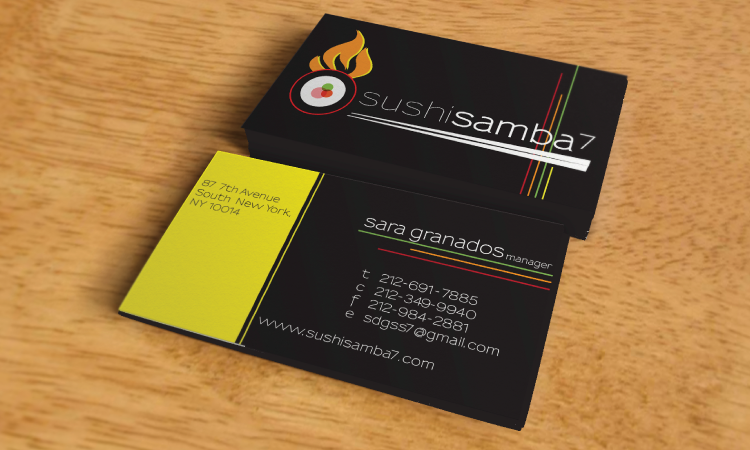 sushisamba7
87 7th Avenue
South New York,
NY 10014
sara granados manager
t 212-691-7885
c 212-349-9940
f 212-984-2881
e sdgss7@gmail.com
www.sushisamba7.com